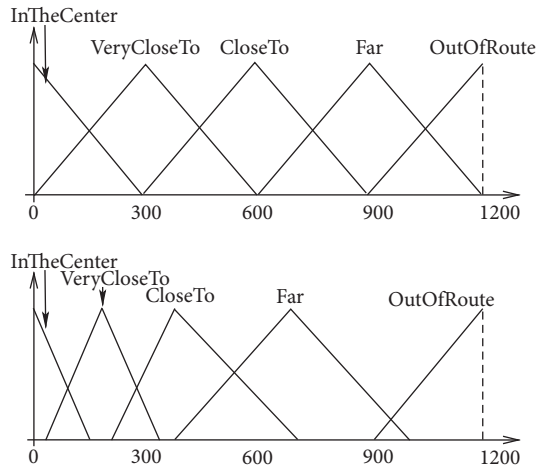 InTheCenter
VeryCloseTo CloseTo Far OutOfRoute
0 300 600 900 1200
InTheCenter
VeryCloseTo
CloseTo Far OutOfRoute
0 300 600 900 1200